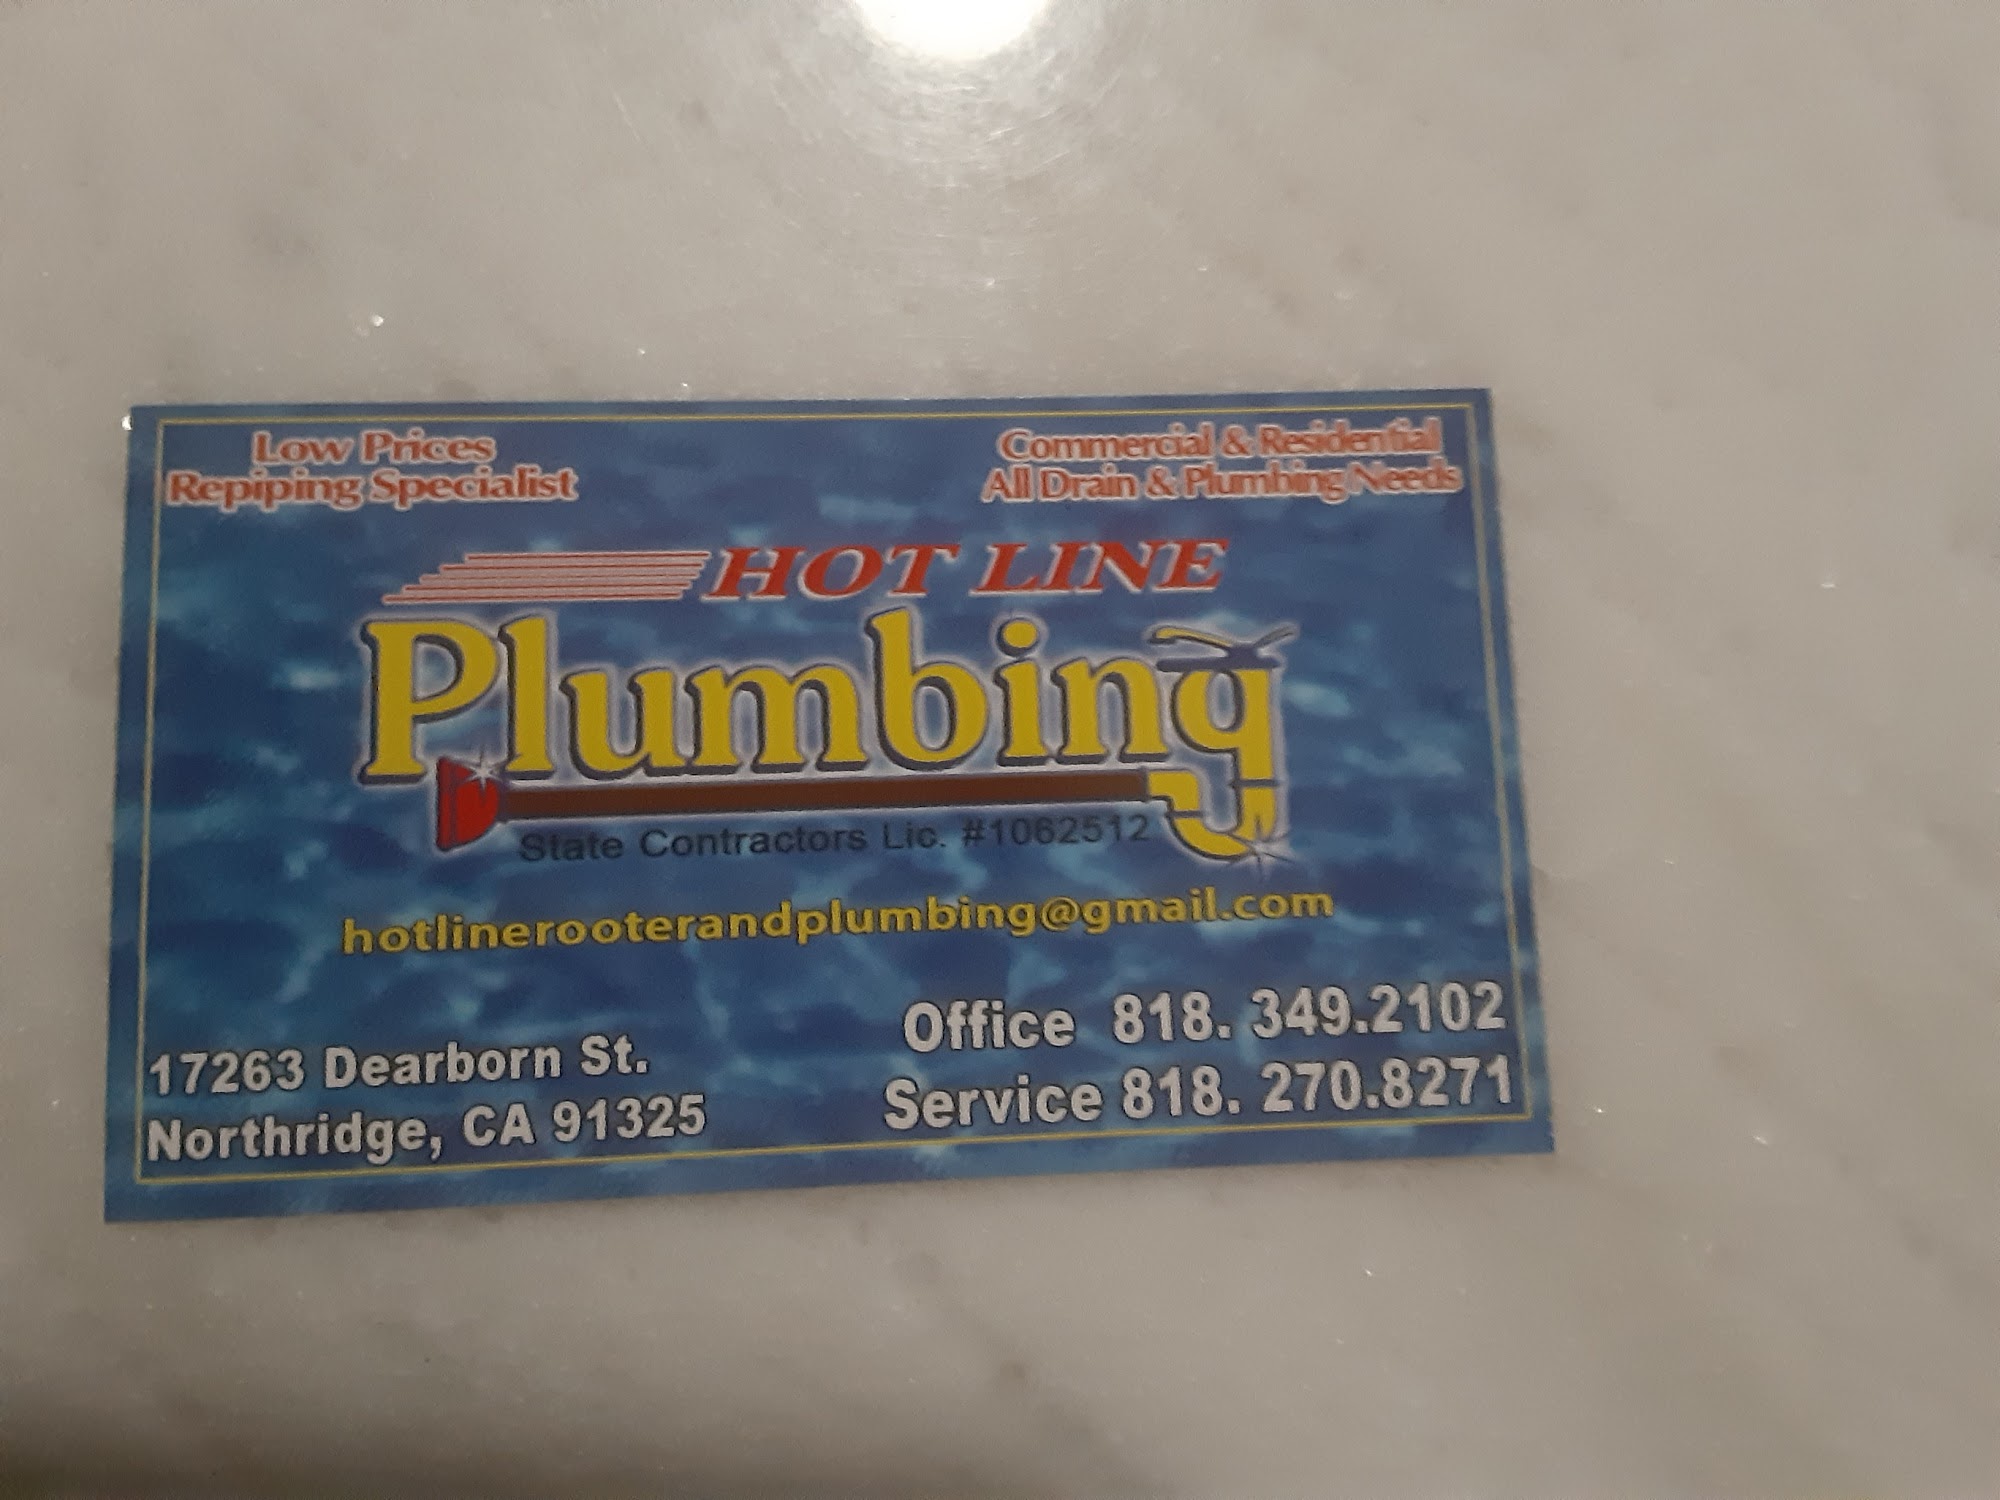 Low Prices
Repiping Specialist
Commercial & Residential
All Drain & Plumbing Needs
HOT LINE
Plumbing
State Contractors Lic. #1062512
hotlinerooterandplumbing@gmail.com
17263 Dearborn St.
Northridge, CA 91325
Office 818. 349.2102
Service 818. 270.8271